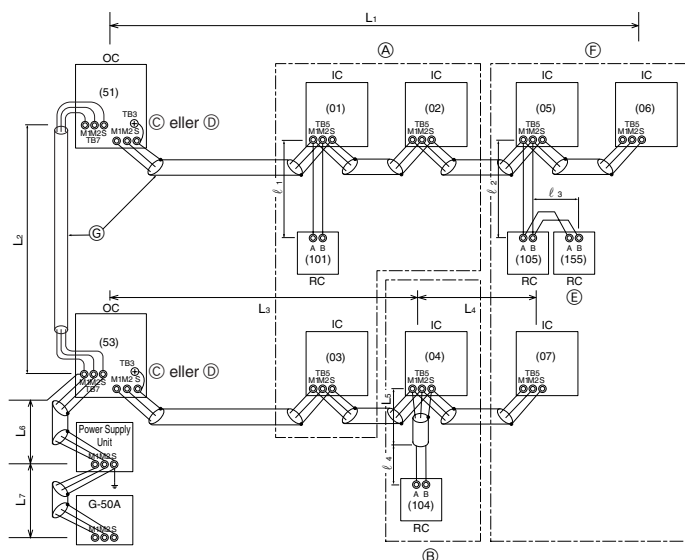 L1
A
F
OC
IC
IC
IC
IC
(51)
TB3
C eller D
(01)
(02)
(05)
(06)
M1M2S
TB7
M1M2S
TB5
M1M2S
TB5
M1M2S
TB5
M1M2S
TB5
M1M2S
ℓ1
ℓ2
ℓ3
L2
G
A B
(101)
RC
A B
(105)
RC
A B
(155)
RC
E
L3
L4
OC
IC
IC
IC
(53)
TB3
C eller D
(03)
(04)
(07)
M1M2S
TB7
M1M2S
TB5
M1M2S
TB5
M1M2S
TB5
M1M2S
L5
L6
Power Supply
Unit
M1M2S
ℓ4
L7
G-50A
M1M2S
A B
(104)
RC
B